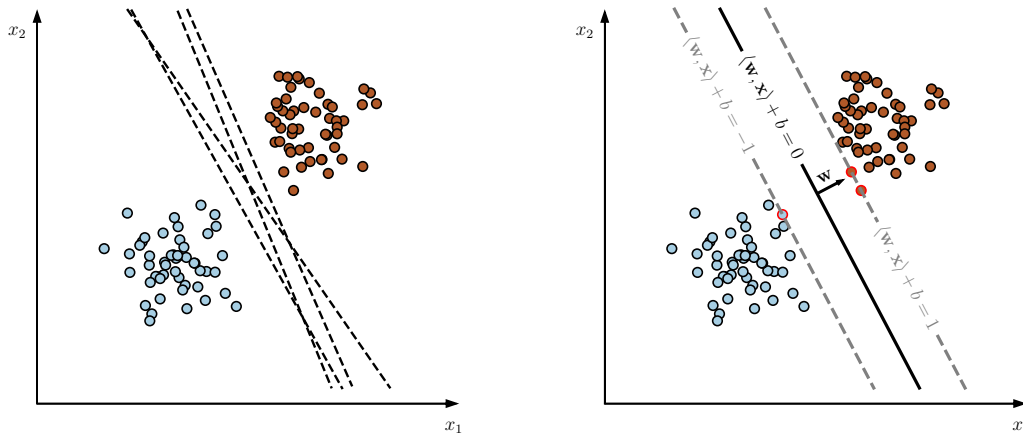 x₂
x₁
x₂
⟨w, x⟩ + b = −1
⟨w, x⟩ + b = 0
w
⟨w, x⟩ + b = 1
x